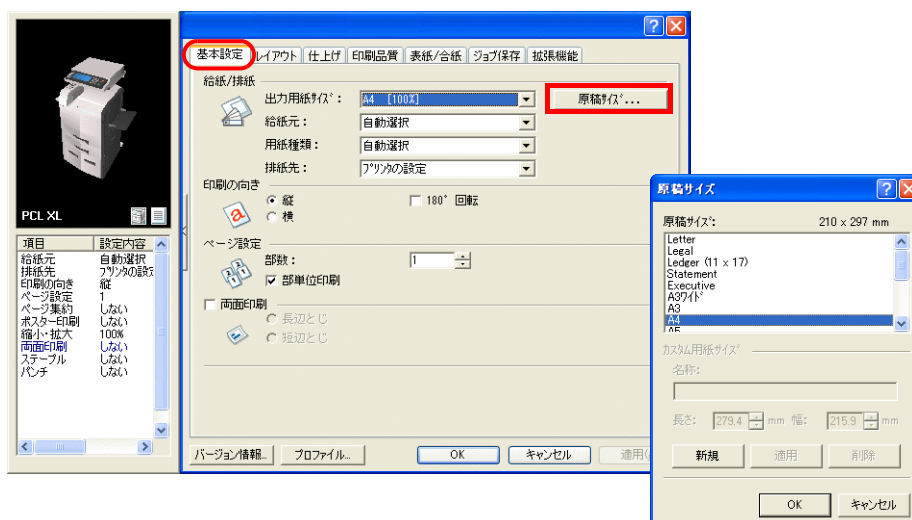 基本設定 レイアウト 仕上げ 印刷品質 表紙/合紙 ジョブ保存 拡張機能
給紙/排紙
出力用紙ｻｲｽﾞ： A4 [100%] 原稿ｻｲｽﾞ...
給紙元： 自動選択
用紙種類： 自動選択
排紙先： ﾌﾟﾘﾝﾀの設定
印刷の向き
縦 180°回転
横
ページ設定
部数： 1
部単位印刷
両面印刷
長辺とじ
短辺とじ
バージョン情報... プロファイル... OK キャンセル 適用(
PCL XL
項目 設定内容
給紙元 自動選択
排紙先 ﾌﾟﾘﾝﾀの設定
印刷の向き 縦
ページ設定 1
ページ集約 しない
ポスター印刷 しない
縮小・拡大 100%
両面印刷 しない
ステープル しない
パンチ しない
原稿サイズ
原稿ｻｲｽﾞ： 210 x 297 mm
Letter
Legal
Ledger (11 x 17)
Statement
Executive
A3ﾜｲﾄﾞ
A3
A4
A5
カスタム用紙ｻｲｽﾞ
名称：
長さ： 279.4 mm 幅： 215.9 mm
新規 適用 削除
OK キャンセル